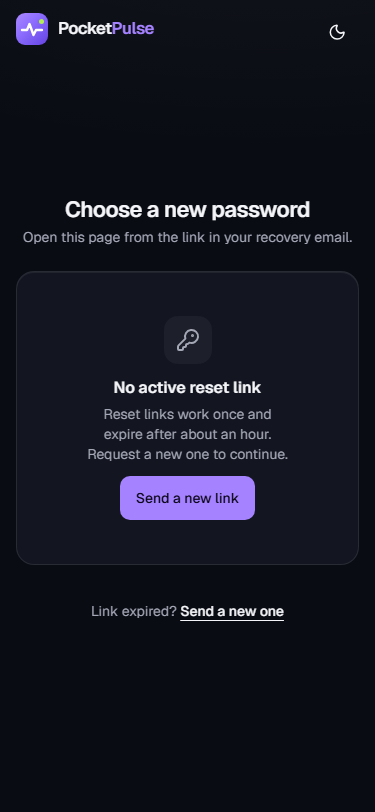 PocketPulse
Choose a new password
Open this page from the link in your recovery email.
No active reset link
Reset links work once and
expire after about an hour.
Request a new one to continue.
Send a new link
Link expired? Send a new one